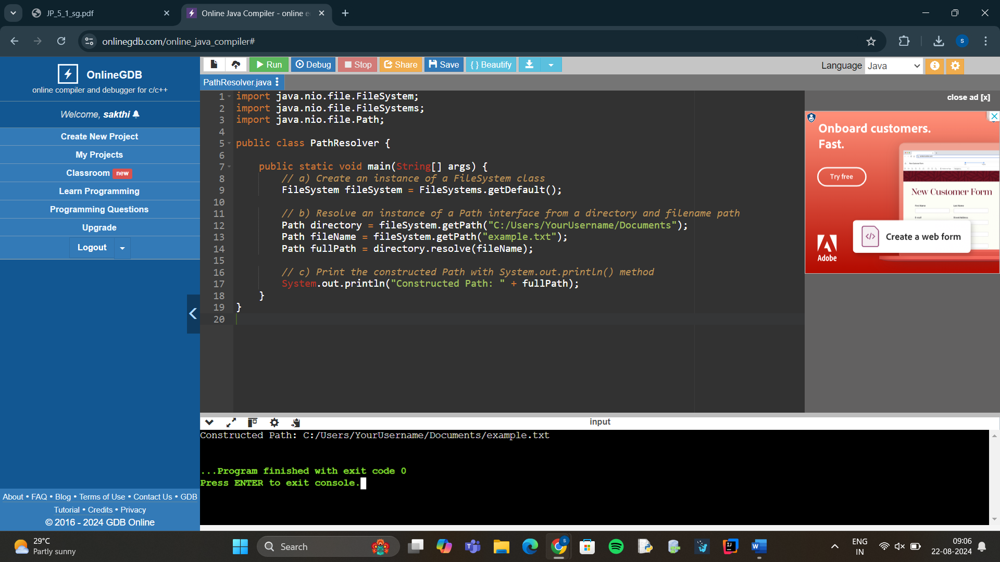 JP_5_1_sg.pdf
Online Java Compiler - online e
onlinegdb.com/online_java_compiler#
S
OnlineGDB
online compiler and debugger for c/c++
Welcome, sakthi
Create New Project
My Projects
Classroom new
Learn Programming
Programming Questions
Upgrade
Logout
About • FAQ • Blog • Terms of Use • Contact Us • GDB
Tutorial • Credits • Privacy
© 2016 - 2024 GDB Online
Run Debug Stop Share Save { } Beautify
Language Java
PathResolver.java
1 import java.nio.file.FileSystem;
2 import java.nio.file.FileSystems;
3 import java.nio.file.Path;
4
5 public class PathResolver {
6
7 public static void main(String[] args) {
8 // a) Create an instance of a FileSystem class
9 FileSystem fileSystem = FileSystems.getDefault();
10
11 // b) Resolve an instance of a Path interface from a directory and filename path
12 Path directory = fileSystem.getPath("C:/Users/YourUsername/Documents");
13 Path fileName = fileSystem.getPath("example.txt");
14 Path fullPath = directory.resolve(fileName);
15
16 // c) Print the constructed Path with System.out.println() method
17 System.out.println("Constructed Path: " + fullPath);
18 }
19 }
20
close ad [x]
Onboard customers.
Fast.
Try free
New Customer Form
First Name Last Name
E-mail Street Address
</> Create a web form
Adobe
input
Constructed Path: C:/Users/YourUsername/Documents/example.txt
...Program finished with exit code 0
Press ENTER to exit console.
29°C
Partly sunny
Search
ENG
IN
09:06
22-08-2024